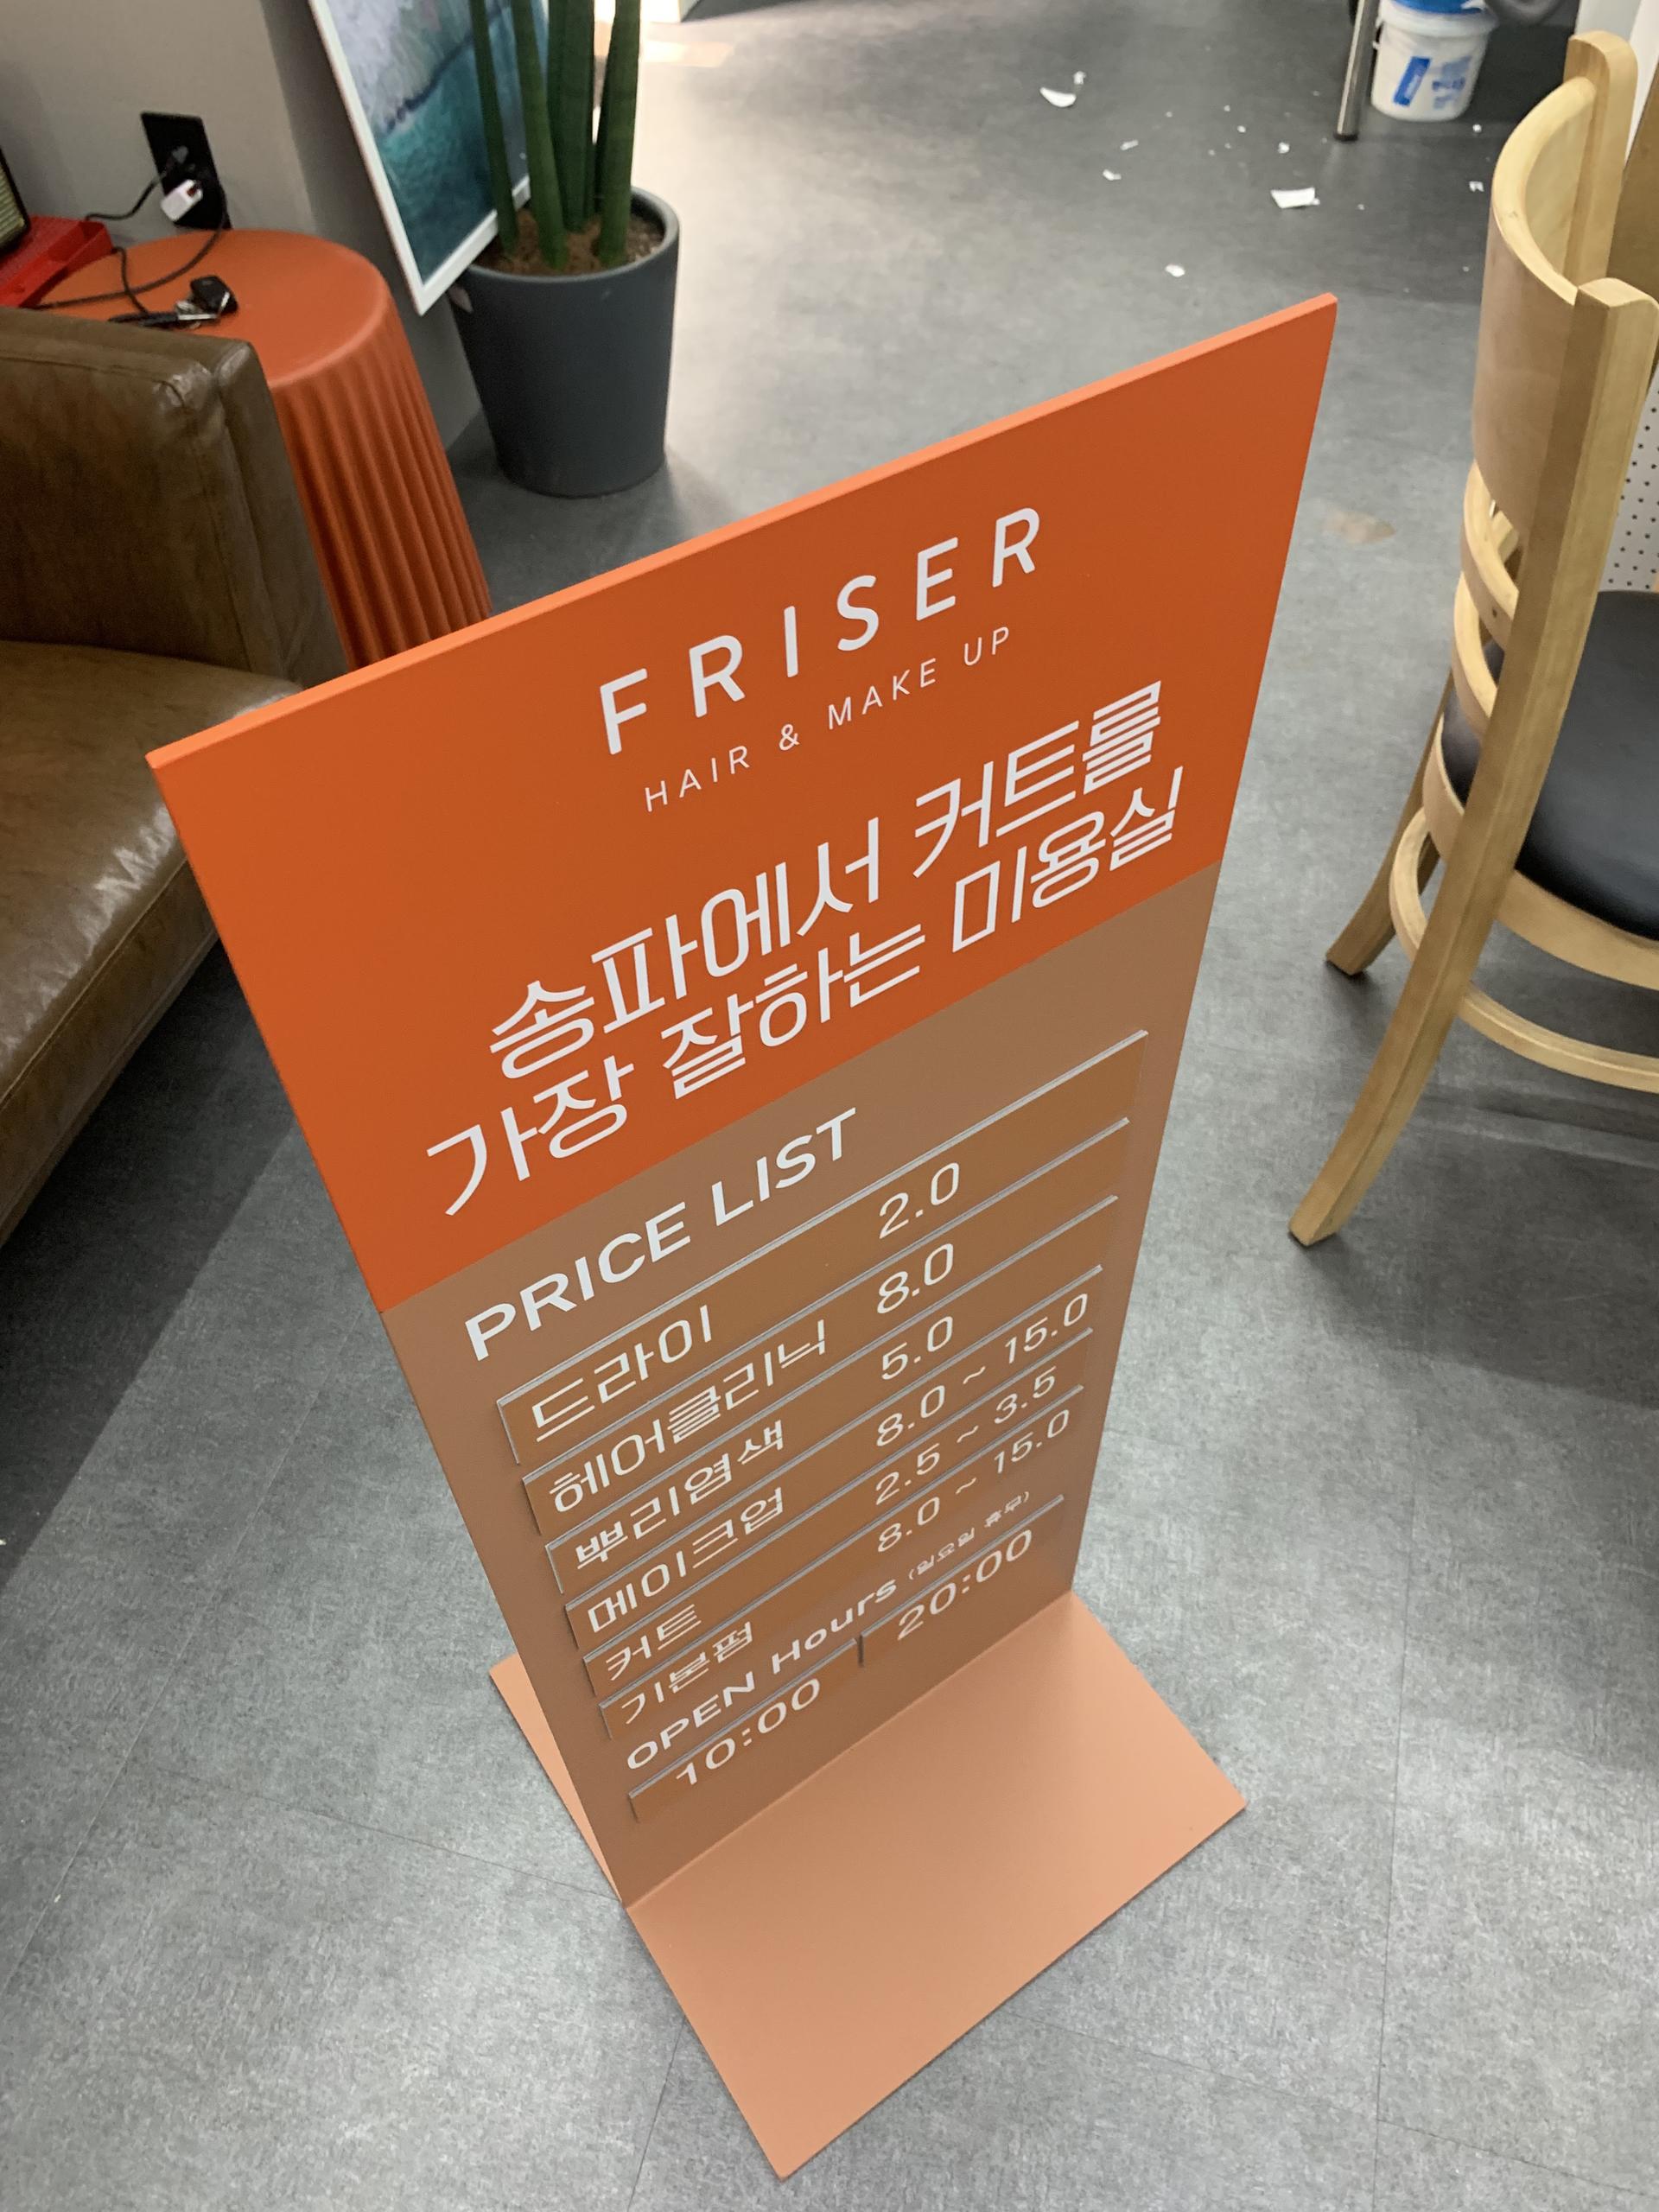 FRISER
HAIR & MAKE UP
송파에서 커트를
가장 잘하는 미용실
PRICE LIST
드라이 2.0
헤어클리닉 8.0
뿌리염색 5.0
메이크업 8.0 ~ 15.0
커트 2.5 ~ 3.5
기본펌 8.0 ~ 15.0
OPEN Hours (일요일 휴무)
10:00 20:00